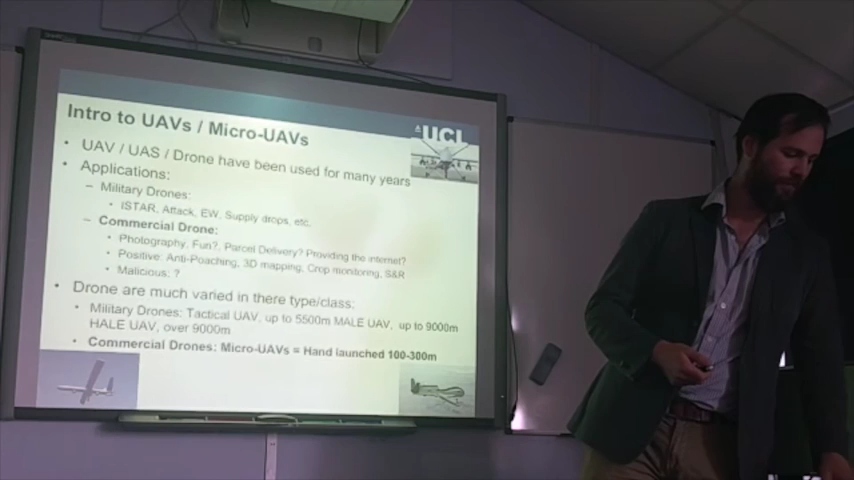 Intro to UAVs / Micro-UAVs
UCL
• UAV / UAS / Drone have been used for many years
• Applications:
– Military Drones:
• ISTAR, Attack, EW, Supply drops, etc.
– Commercial Drone:
• Photography, Fun?, Parcel Delivery? Providing the internet?
• Positive: Anti-Poaching, 3D mapping, Crop monitoring, S&R
• Malicious: ?
• Drone are much varied in there type/class:
• Military Drones: Tactical UAV, up to 5500m MALE UAV, up to 9000m
HALE UAV, over 9000m
• Commercial Drones: Micro-UAVs = Hand launched 100-300m